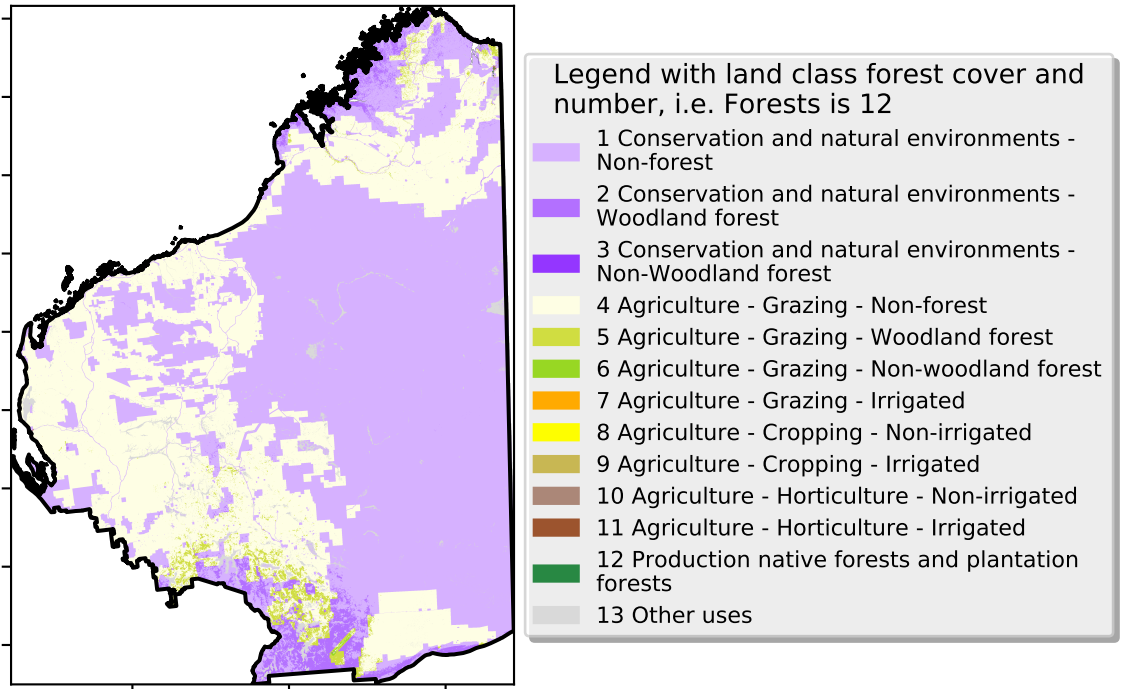 Legend with land class forest cover and
number, i.e. Forests is 12
1 Conservation and natural environments -
Non-forest
2 Conservation and natural environments -
Woodland forest
3 Conservation and natural environments -
Non-Woodland forest
4 Agriculture - Grazing - Non-forest
5 Agriculture - Grazing - Woodland forest
6 Agriculture - Grazing - Non-woodland forest
7 Agriculture - Grazing - Irrigated
8 Agriculture - Cropping - Non-irrigated
9 Agriculture - Cropping - Irrigated
10 Agriculture - Horticulture - Non-irrigated
11 Agriculture - Horticulture - Irrigated
12 Production native forests and plantation
forests
13 Other uses